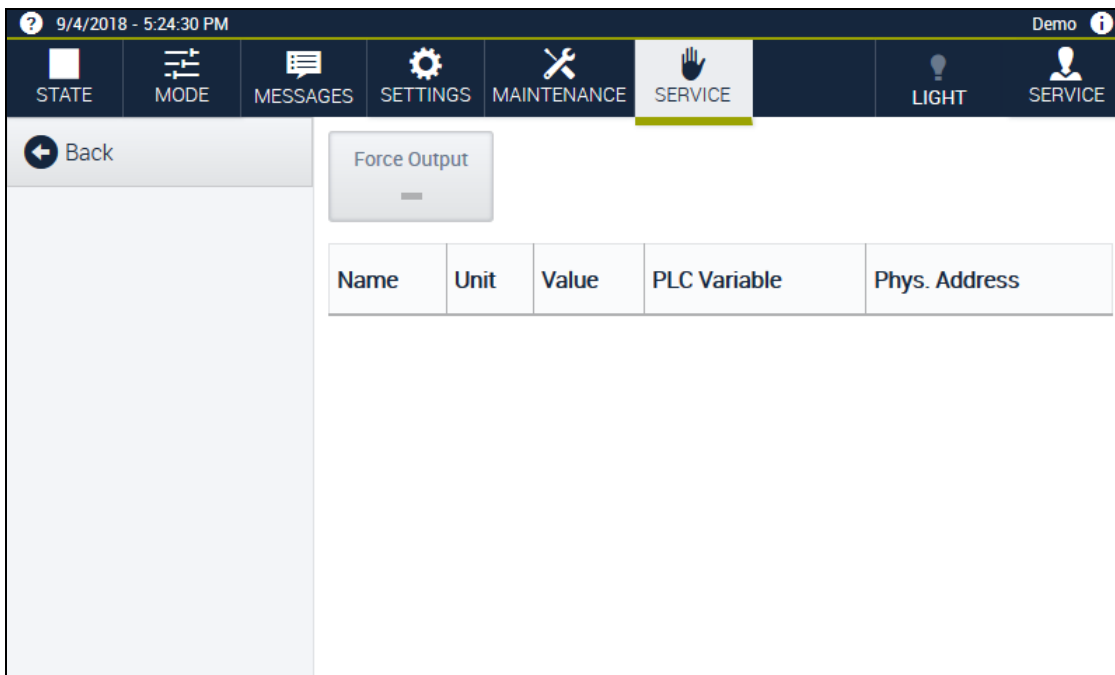 ? 9/4/2018 - 5:24:30 PM Demo i
STATE MODE MESSAGES SETTINGS MAINTENANCE SERVICE LIGHT SERVICE
Back
Force Output
Name Unit Value PLC Variable Phys. Address